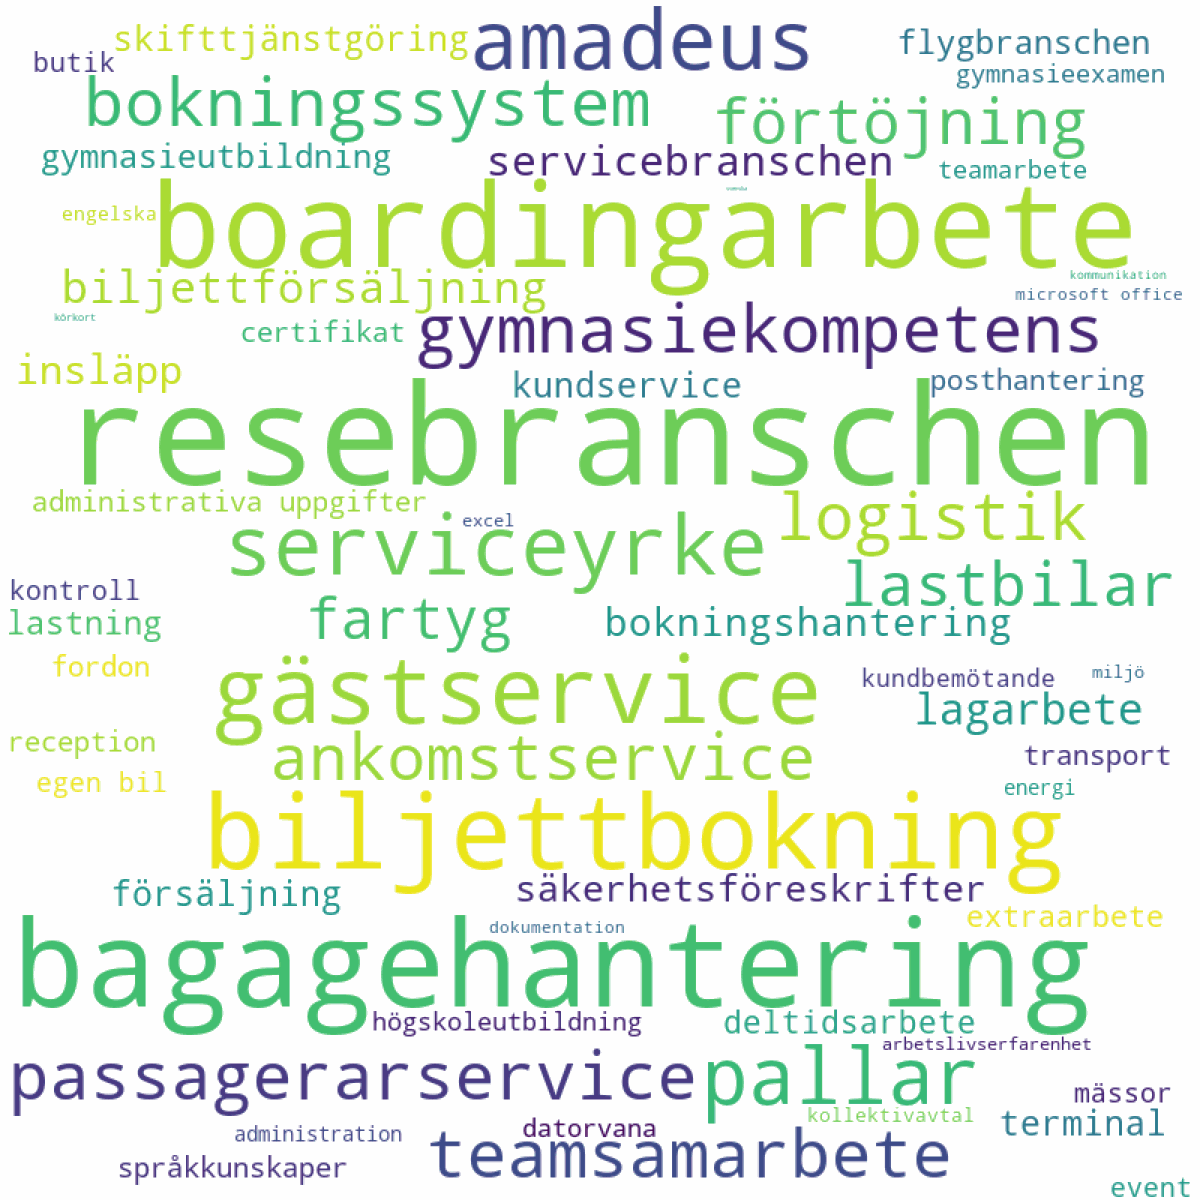 amadeus
skifttjänstgöring
flygbranschen
butik
gymnasieexamen
bokningssystem
förtöjning
gymnasieutbildning
servicebranschen
teamarbete
engelska
boardingarbete
biljettförsäljning
kommunikation
microsoft office
körkort
certifikat
gymnasiekompetens
insläpp
kundservice
posthantering
resebranschen
administrativa uppgifter
logistik
excel
serviceyrke
lastbilar
kontroll
lastning
fartyg
bokningshantering
fordon
gästservice
kundbemötande
miljö
lagarbete
reception
ankomstservice
transport
egen bil
energi
biljettbokning
försäljning
säkerhetsföreskrifter
extraarbete
dokumentation
bagagehantering
högskoleutbildning
deltidsarbete
arbetslivserfarenhet
passagerarservice
pallar
mässor
kollektivavtal
terminal
administration
datorvana
teamsamarbete
språkkunskaper
event